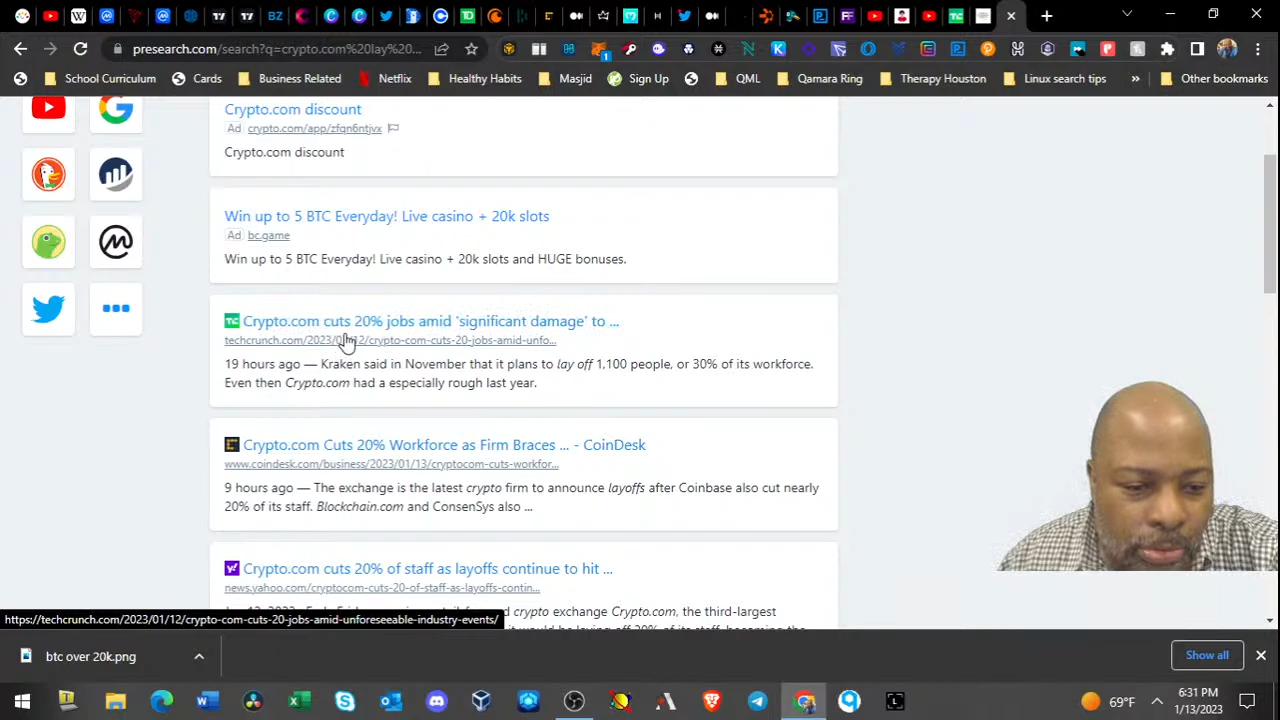 presearch.com/search?q=crypto.com%20lay%20...
School Curriculum
Cards
Business Related
Netflix
Healthy Habits
Masjid
Sign Up
QML
Qamara Ring
Therapy Houston
Linux search tips
»
Other bookmarks
Crypto.com discount
Ad crypto.com/app/zfqn6ntjvx
Crypto.com discount
Win up to 5 BTC Everyday! Live casino + 20k slots
Ad bc.game
Win up to 5 BTC Everyday! Live casino + 20k slots and HUGE bonuses.
Crypto.com cuts 20% jobs amid 'significant damage' to ...
techcrunch.com/2023/01/12/crypto-com-cuts-20-jobs-amid-unfo...
19 hours ago — Kraken said in November that it plans to lay off 1,100 people, or 30% of its workforce.
Even then Crypto.com had a especially rough last year.
Crypto.com Cuts 20% Workforce as Firm Braces ... - CoinDesk
www.coindesk.com/business/2023/01/13/cryptocom-cuts-workfor...
9 hours ago — The exchange is the latest crypto firm to announce layoffs after Coinbase also cut nearly
20% of its staff. Blockchain.com and ConsenSys also ...
Crypto.com cuts 20% of staff as layoffs continue to hit ...
news.yahoo.com/cryptocom-cuts-20-of-staff-as-layoffs-contin...
crypto exchange Crypto.com, the third-largest
https://techcrunch.com/2023/01/12/crypto-com-cuts-20-jobs-amid-unforeseeable-industry-events/
btc over 20k.png
Show all
69°F
6:31 PM
1/13/2023